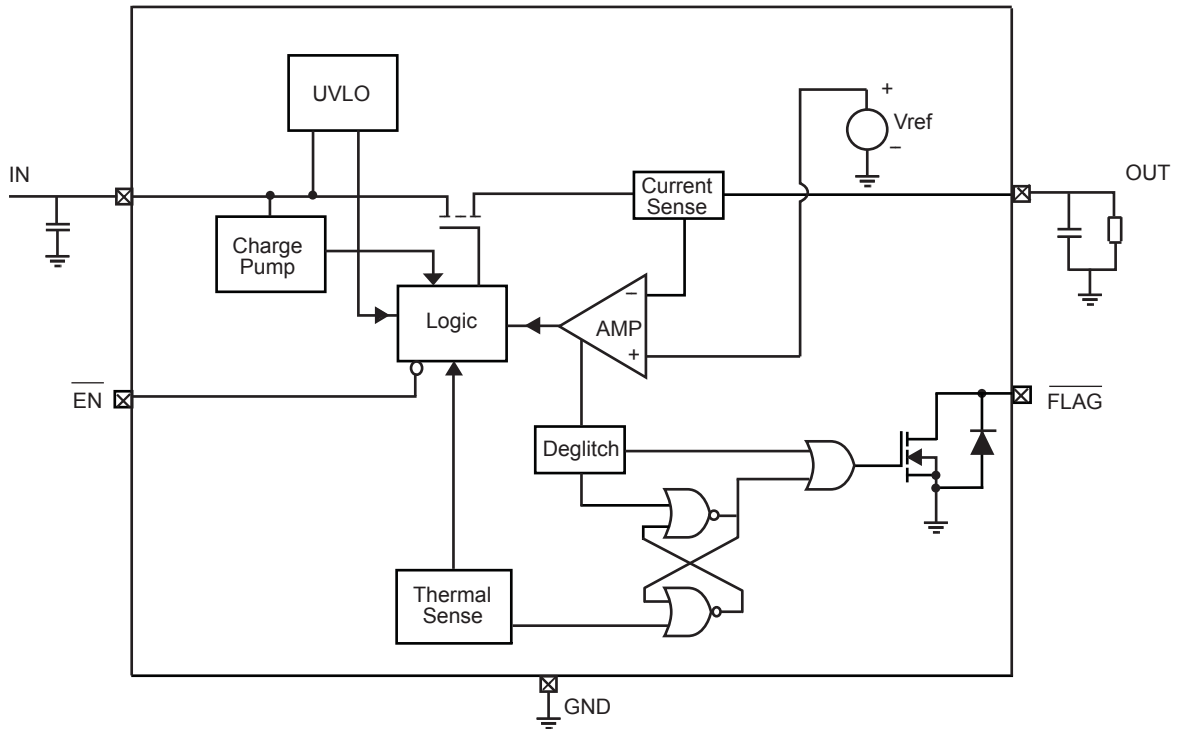 UVLO
+
Vref
–
IN
OUT
Current
Sense
Charge
Pump
–
Logic
AMP
+
EN
FLAG
Deglitch
Thermal
Sense
GND